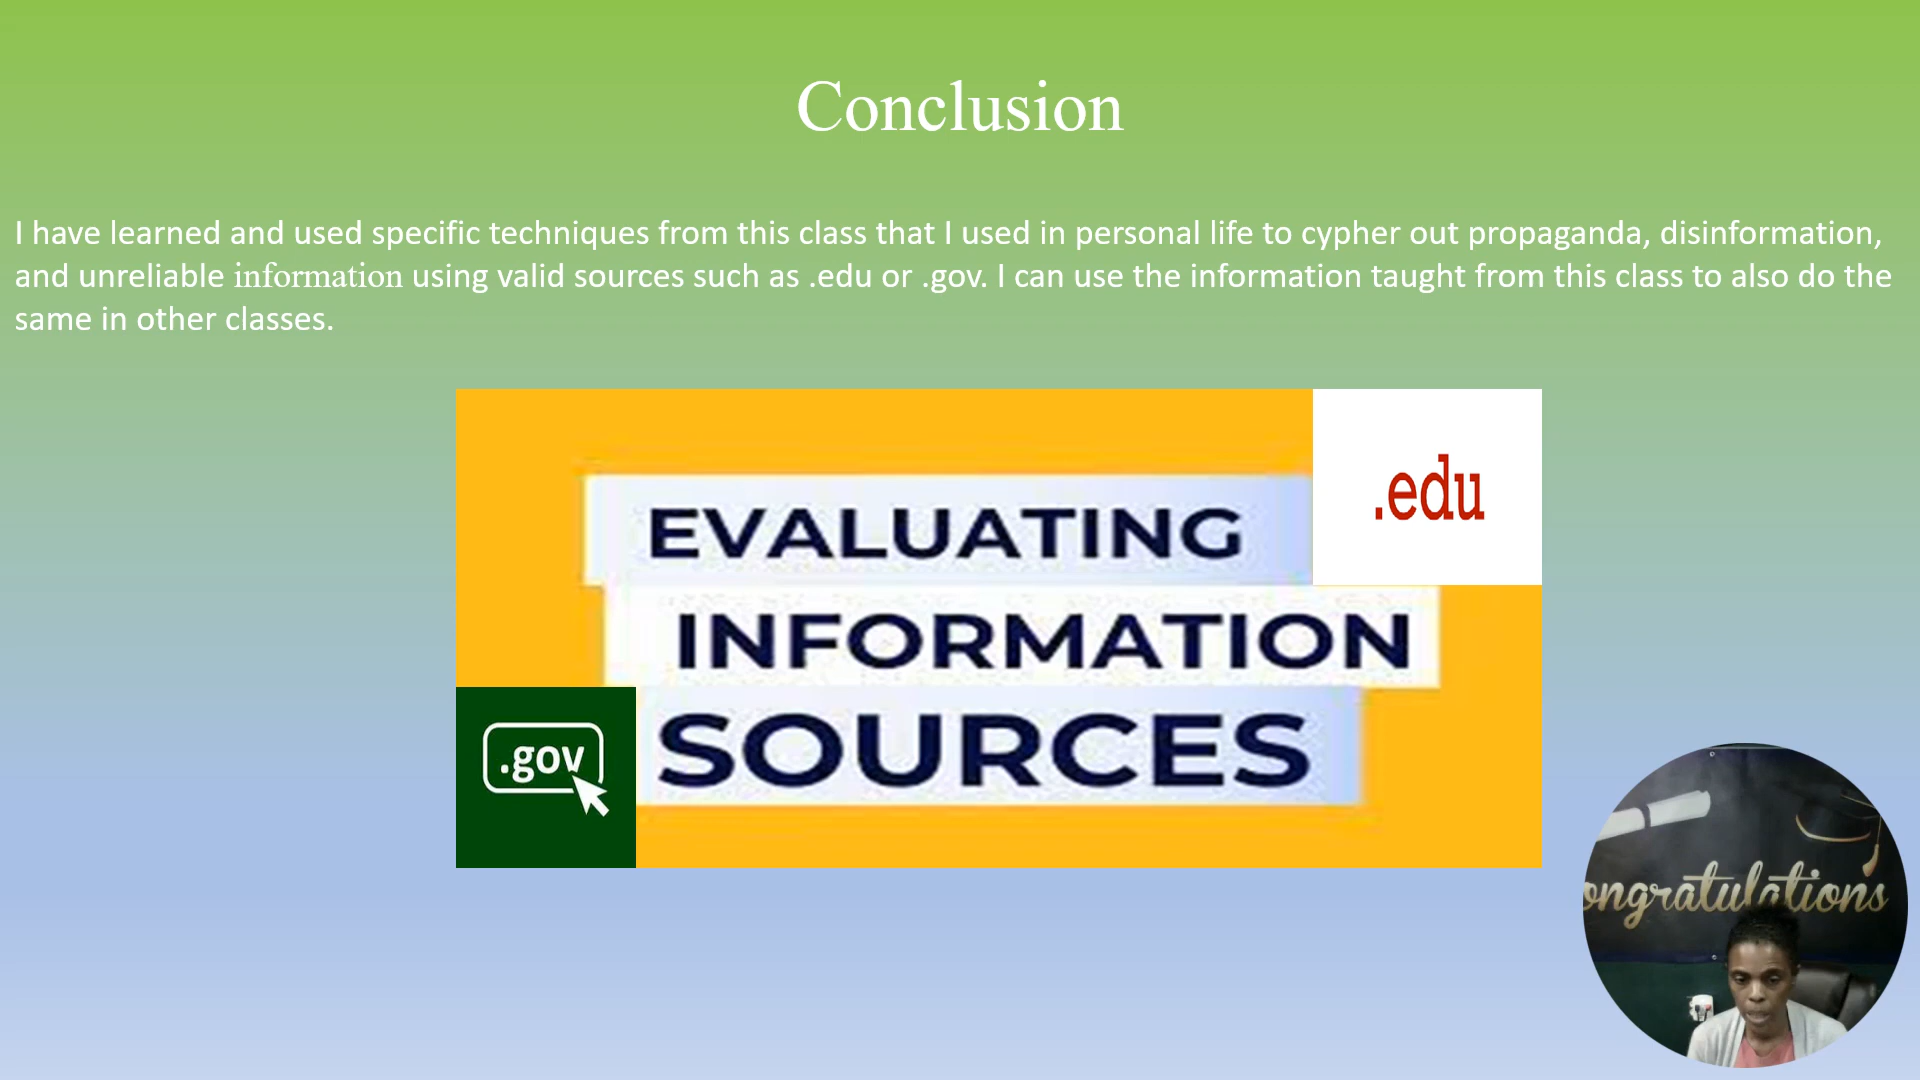 Conclusion
I have learned and used specific techniques from this class that I used in personal life to cypher out propaganda, disinformation,
and unreliable information using valid sources such as .edu or .gov. I can use the information taught from this class to also do the
same in other classes.
.edu
EVALUATING
INFORMATION
SOURCES
.gov
ongratulations